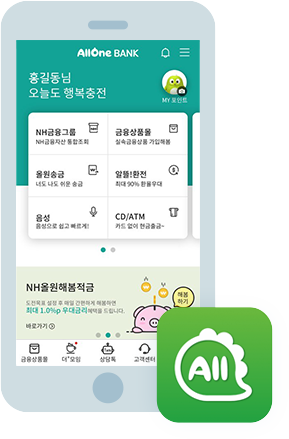 AllOne BANK
홍길동님
오늘도 행복충전
MY 포인트
NH금융그룹
NH금융자산 통합조회
금융상품몰
실속금융상품 가입해봄
올원송금
너도 나도 쉬운 송금
알뜰!환전
최대 90% 환율우대
음성
음성으로 쉽고 빠르게!
CD/ATM
카드 없이 현금출금~
NH올원해봄적금
도전목표 설정 후 매일 간편하게 해봄하면
최대 1.0%p 우대금리혜택을 드립니다.
바로가기 >
해봄
하기
금융상품몰
더+모임
상담톡
고객센터
All